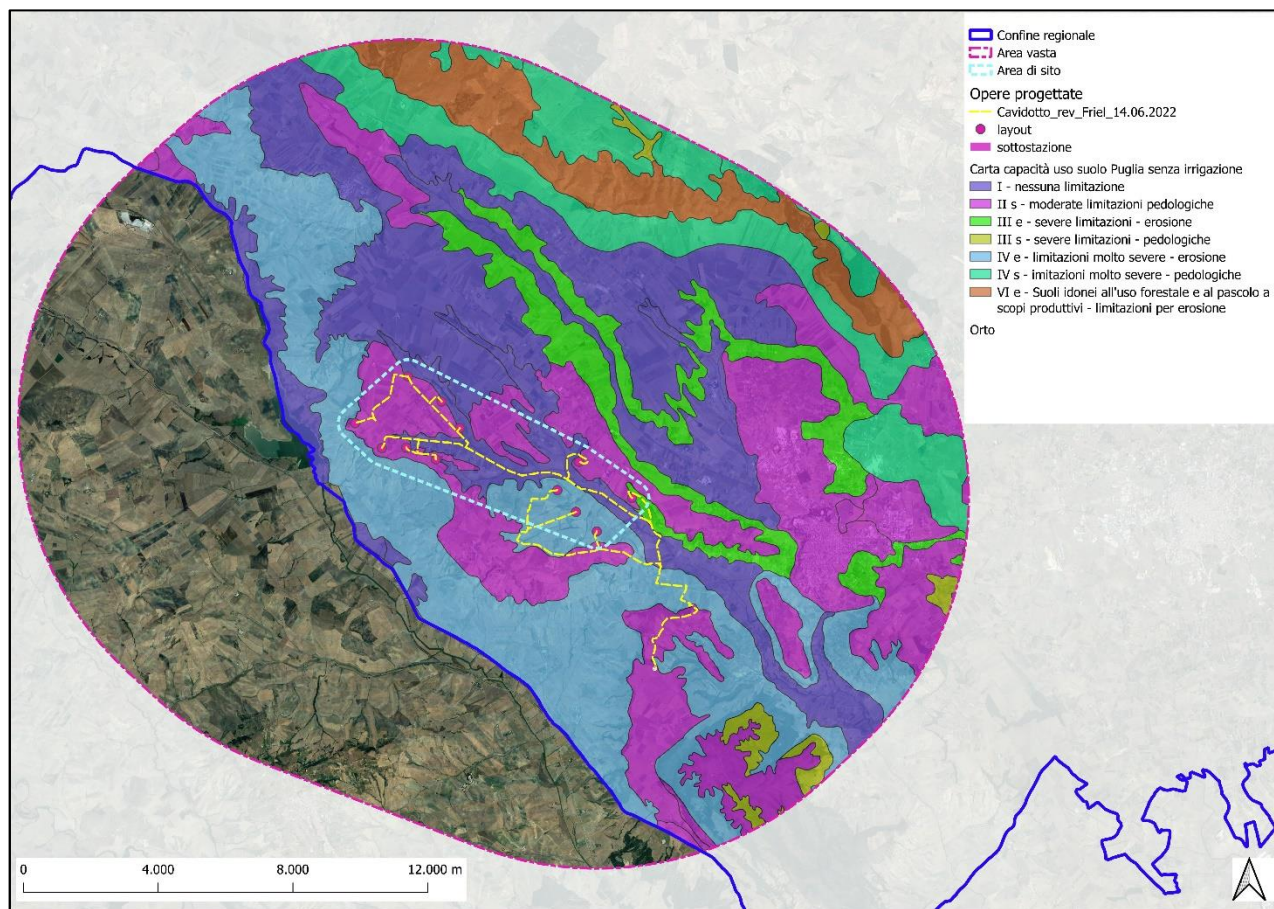 Confine regionale
Area vasta
Area di sito
Opere progettate
Cavidotto_rev_Friel_14.06.2022
layout
sottostazione
Carta capacità uso suolo Puglia senza irrigazione
I - nessuna limitazione
II s - moderate limitazioni pedologiche
III e - severe limitazioni - erosione
III s - severe limitazioni - pedologiche
IV e - limitazioni molto severe - erosione
IV s - imitazioni molto severe - pedologiche
VI e - Suoli idonei all'uso forestale e al pascolo a
scopi produttivi - limitazioni per erosione
Orto
0 4.000 8.000 12.000 m